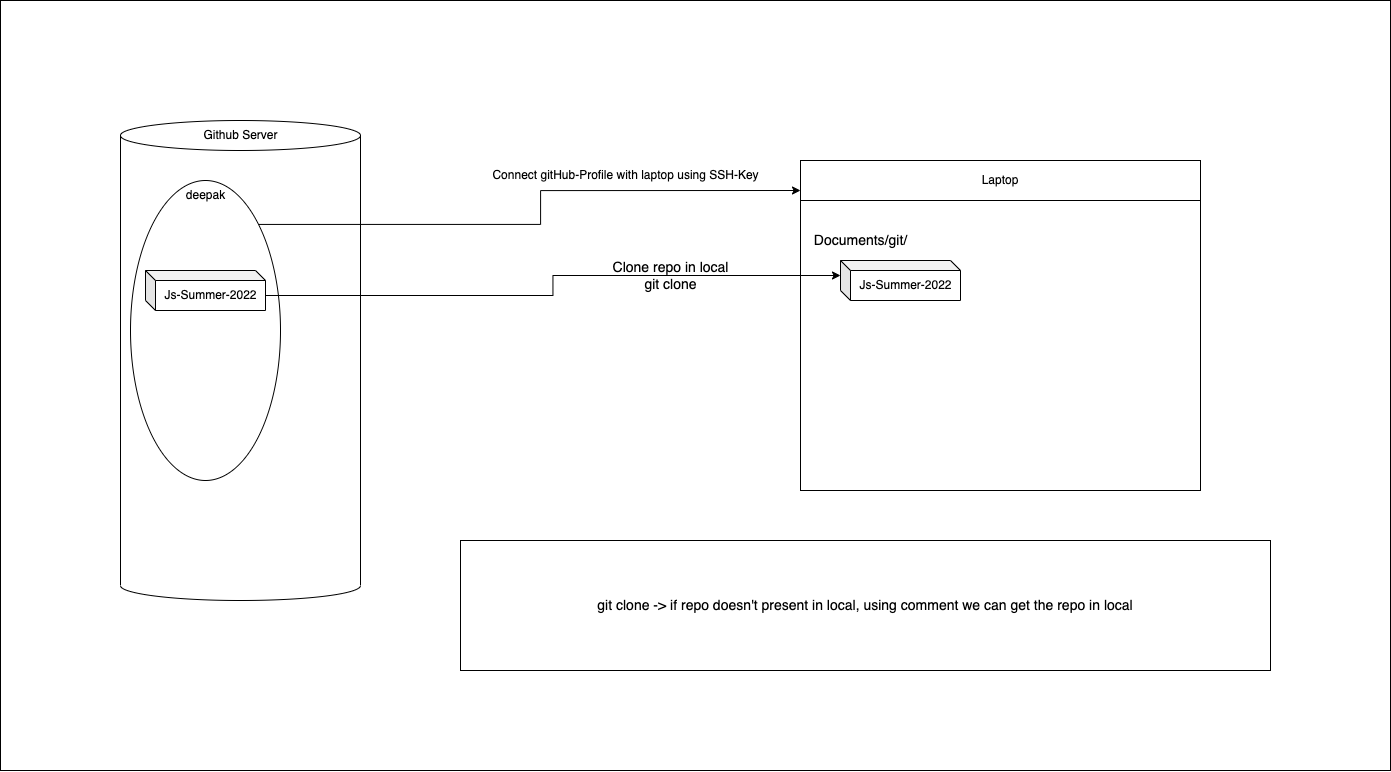 Github Server
deepak
Js-Summer-2022
Connect gitHub-Profile with laptop using SSH-Key
Clone repo in local
git clone
Laptop
Documents/git/
Js-Summer-2022
git clone -> if repo doesn't present in local, using comment we can get the repo in local